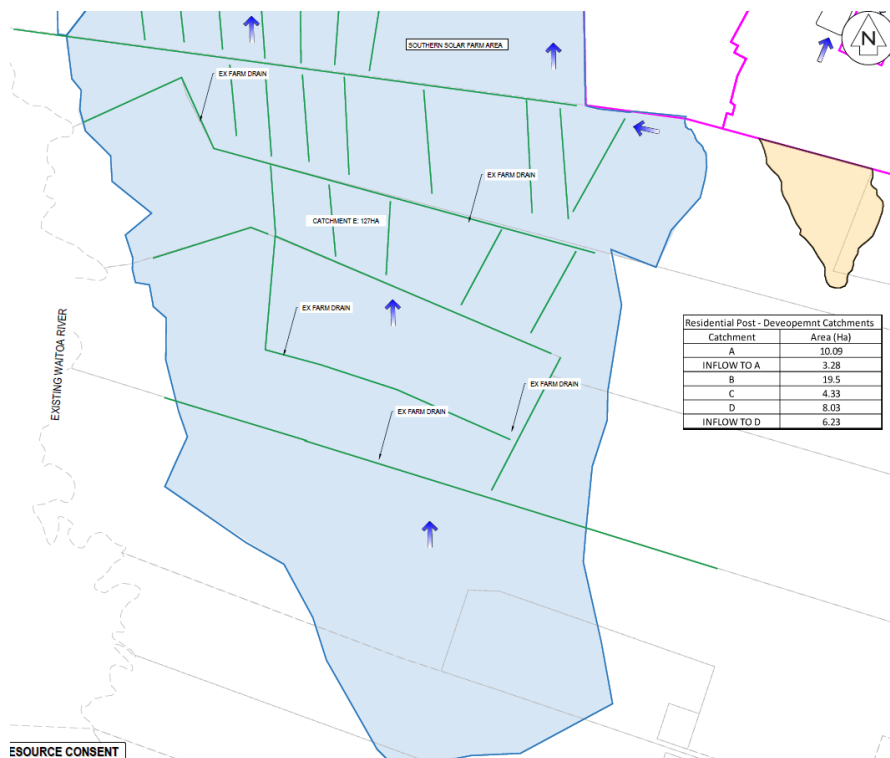 SOUTHERN SOLAR FARM AREA
N
EX FARM DRAIN
EX FARM DRAIN
CATCHMENT E: 127HA
EX FARM DRAIN
EXISTING WAITOA RIVER
Residential Post - Deveopemnt Catchments
Catchment Area (Ha)
A 10.09
INFLOW TO A 3.28
B 19.5
C 4.33
D 8.03
INFLOW TO D 6.23
EX FARM DRAIN
EX FARM DRAIN
ESOURCE CONSENT